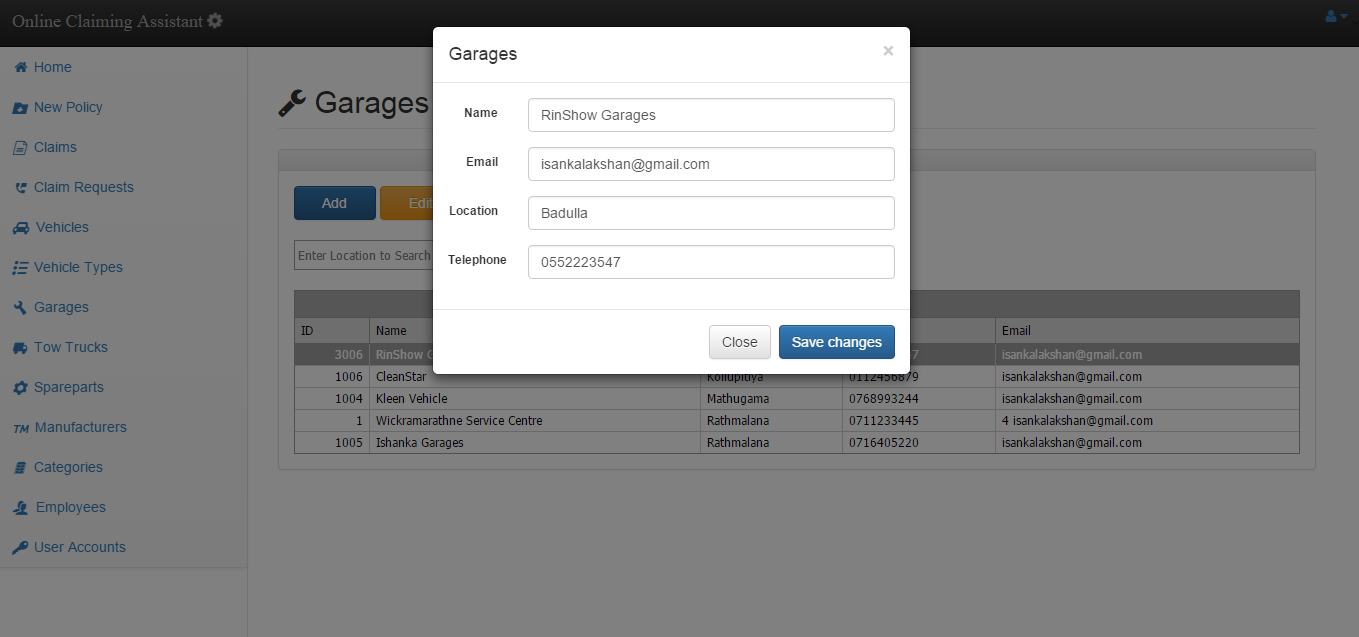 Online Claiming Assistant
Home
New Policy
Claims
Claim Requests
Vehicles
Vehicle Types
Garages
Tow Trucks
Spareparts
TM Manufacturers
Categories
Employees
User Accounts
Garages
Add Edit
Enter Location to Search
ID Name Email
3006 RinShow G 7 isankalakshan@gmail.com
1006 CleanStar Kollupitiya 0112456879 isankalakshan@gmail.com
1004 Kleen Vehicle Mathugama 0768993244 isankalakshan@gmail.com
1 Wickramarathne Service Centre Rathmalana 0711233445 4 isankalakshan@gmail.com
1005 Ishanka Garages Rathmalana 0716405220 isankalakshan@gmail.com
Garages ×
Name RinShow Garages
Email isankalakshan@gmail.com
Location Badulla
Telephone 0552223547
Close Save changes